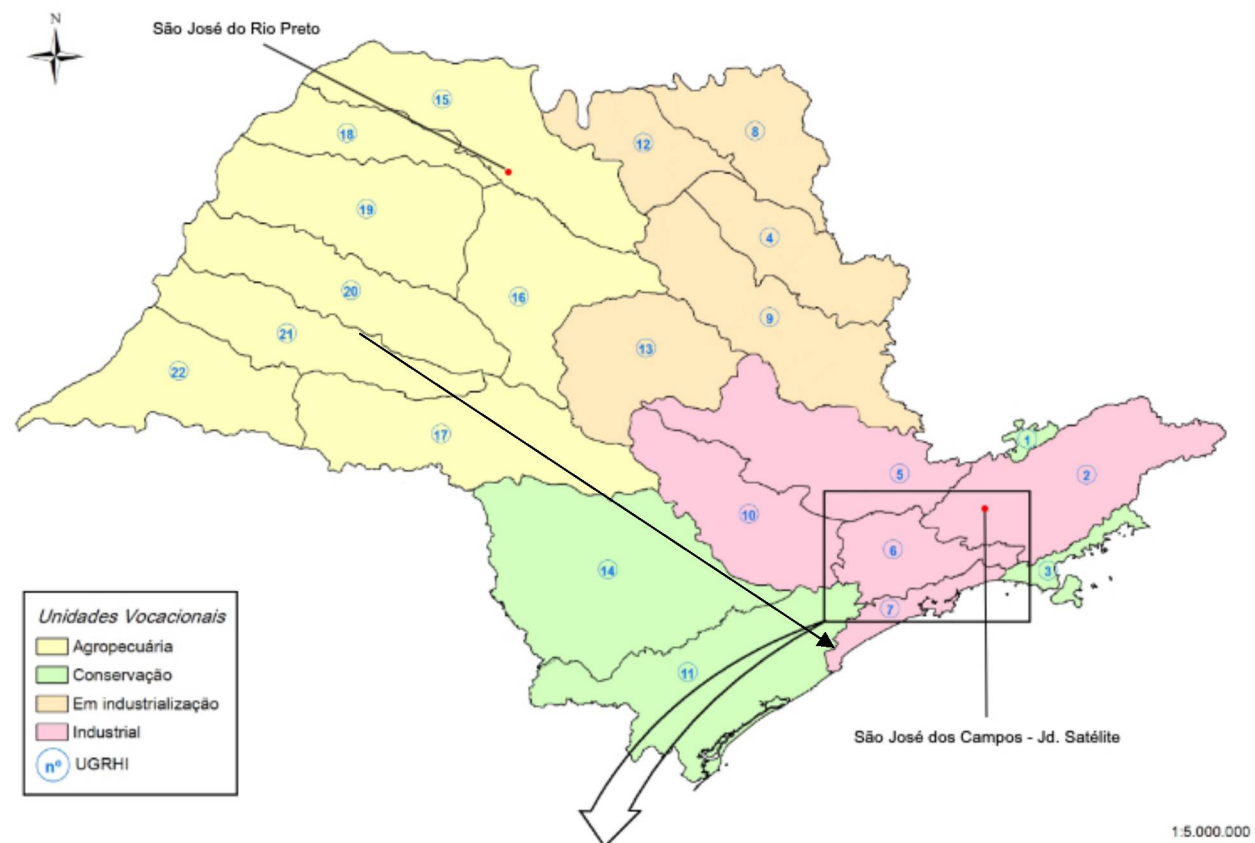 N
São José do Rio Preto
15
8
18
12
19
4
20
16
9
21
13
22
17
1
5
2
10
6
14
3
7
11
Unidades Vocacionais
Agropecuária
Conservação
Em industrialização
Industrial
nº UGRHI
São José dos Campos - Jd. Satélite
1:5.000.000